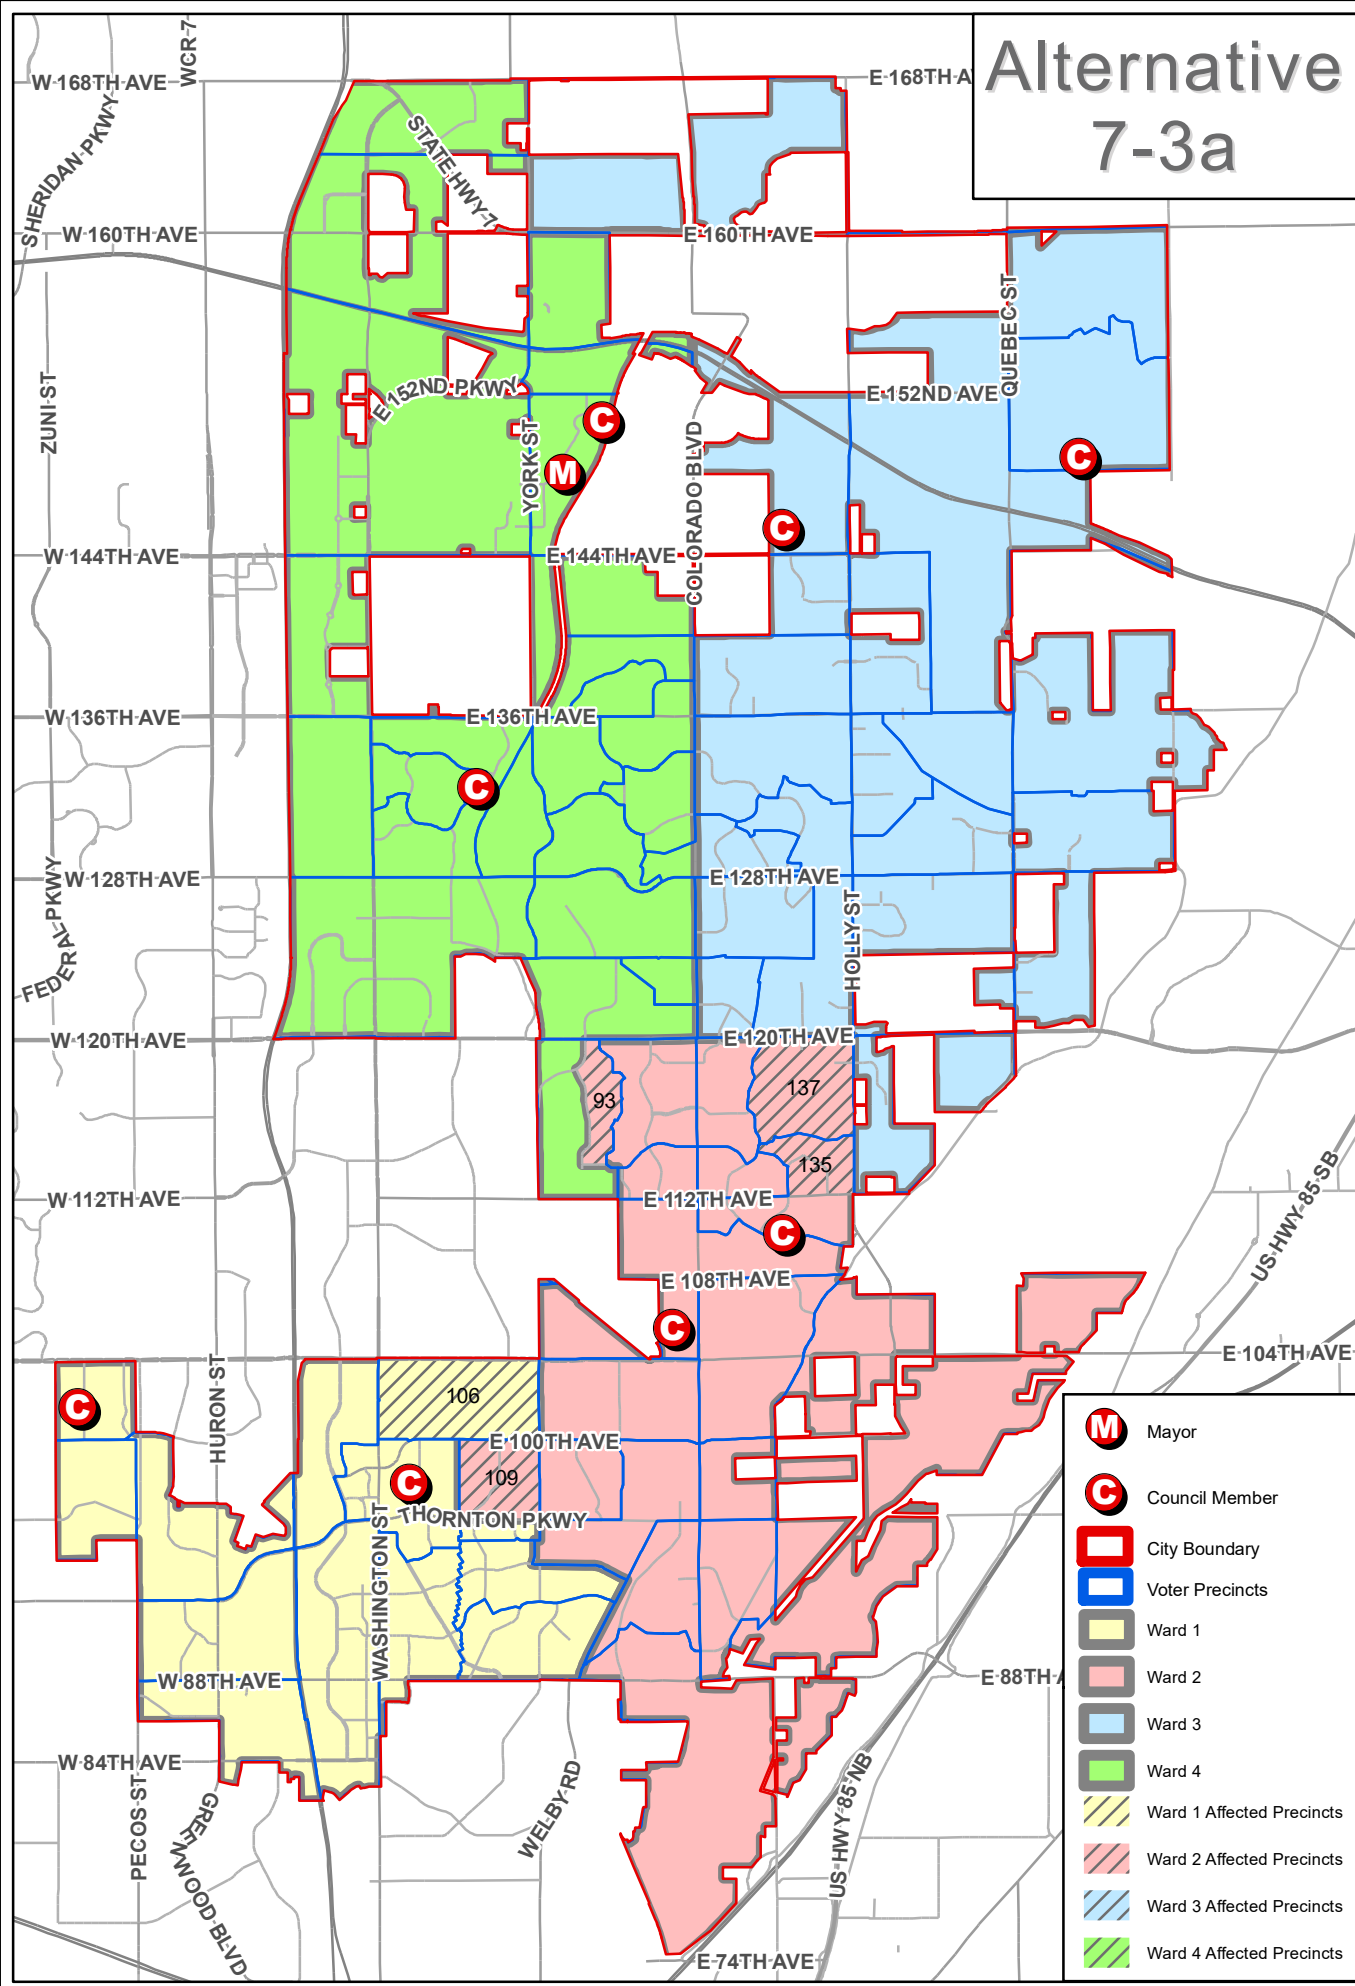 Alternative
7-3a
WCR-7
W 168TH AVE
E 168TH A
SHERIDAN PKWY
STATE HWY 7
W 160TH AVE
E 160TH AVE
QUEBEC ST
ZUNI ST
E 152ND PKWY
E 152ND AVE
C
YORK ST
M
C
COLORADO BLVD
C
W 144TH AVE
E 144TH AVE
W 136TH AVE
E 136TH AVE
C
W 128TH AVE
E 128TH AVE
FEDERAL PKWY
HOLLY ST
W 120TH AVE
E 120TH AVE
93
137
135
W 112TH AVE
E 112TH AVE
C
US HWY 85 SB
E 108TH AVE
C
E 104TH AVE
HURON ST
C
106
E 100TH AVE
C
109
THORNTON PKWY
WASHINGTON ST
W 88TH AVE
E 88TH A
W 84TH AVE
PECOS ST
GREENWOOD BLVD
WELBY RD
US HWY 85 NB
E 74TH AVE
M Mayor
C Council Member
City Boundary
Voter Precincts
Ward 1
Ward 2
Ward 3
Ward 4
Ward 1 Affected Precincts
Ward 2 Affected Precincts
Ward 3 Affected Precincts
Ward 4 Affected Precincts